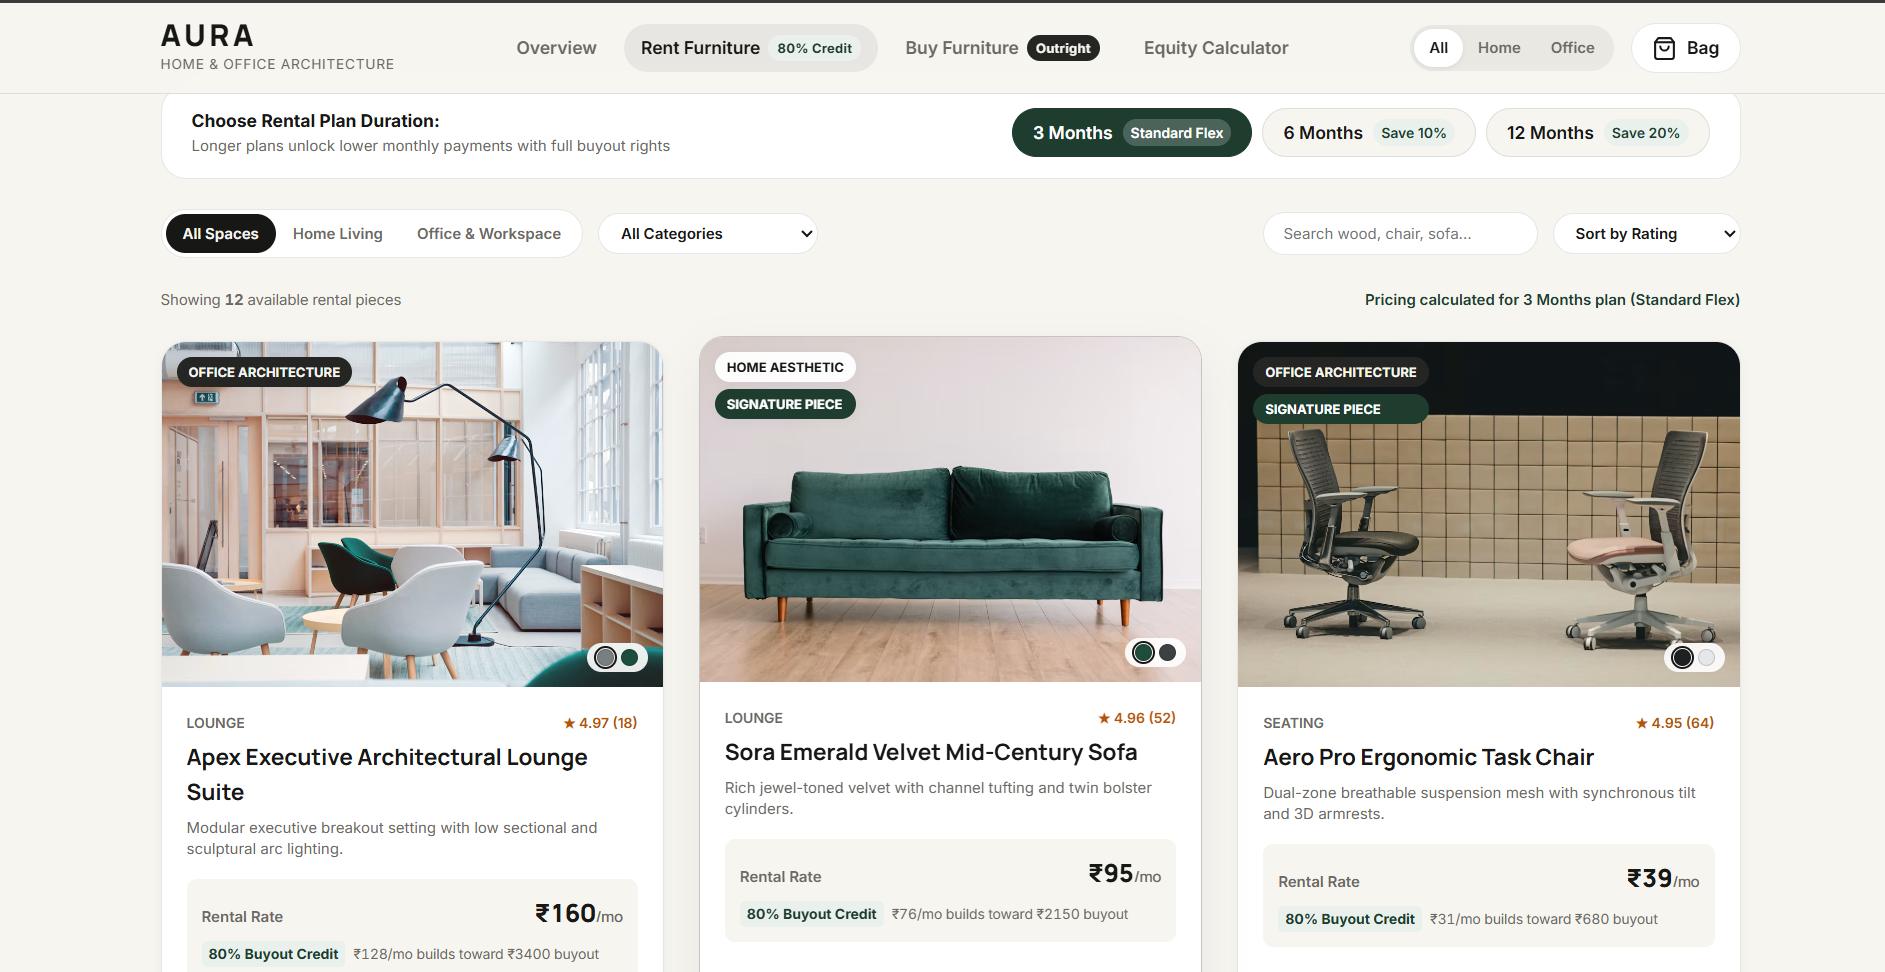 AURA
HOME & OFFICE ARCHITECTURE
Overview
Rent Furniture 80% Credit
Buy Furniture Outright
Equity Calculator
All Home Office
Bag
Choose Rental Plan Duration:
Longer plans unlock lower monthly payments with full buyout rights
3 Months Standard Flex
6 Months Save 10%
12 Months Save 20%
All Spaces Home Living Office & Workspace
All Categories
Search wood, chair, sofa...
Sort by Rating
Showing 12 available rental pieces
Pricing calculated for 3 Months plan (Standard Flex)
OFFICE ARCHITECTURE
LOUNGE
★ 4.97 (18)
Apex Executive Architectural Lounge
Suite
Modular executive breakout setting with low sectional and
sculptural arc lighting.
Rental Rate
₹160/mo
80% Buyout Credit ₹128/mo builds toward ₹3400 buyout
HOME AESTHETIC
SIGNATURE PIECE
LOUNGE
★ 4.96 (52)
Sora Emerald Velvet Mid-Century Sofa
Rich jewel-toned velvet with channel tufting and twin bolster
cylinders.
Rental Rate
₹95/mo
80% Buyout Credit ₹76/mo builds toward ₹2150 buyout
OFFICE ARCHITECTURE
SIGNATURE PIECE
SEATING
★ 4.95 (64)
Aero Pro Ergonomic Task Chair
Dual-zone breathable suspension mesh with synchronous tilt
and 3D armrests.
Rental Rate
₹39/mo
80% Buyout Credit ₹31/mo builds toward ₹680 buyout